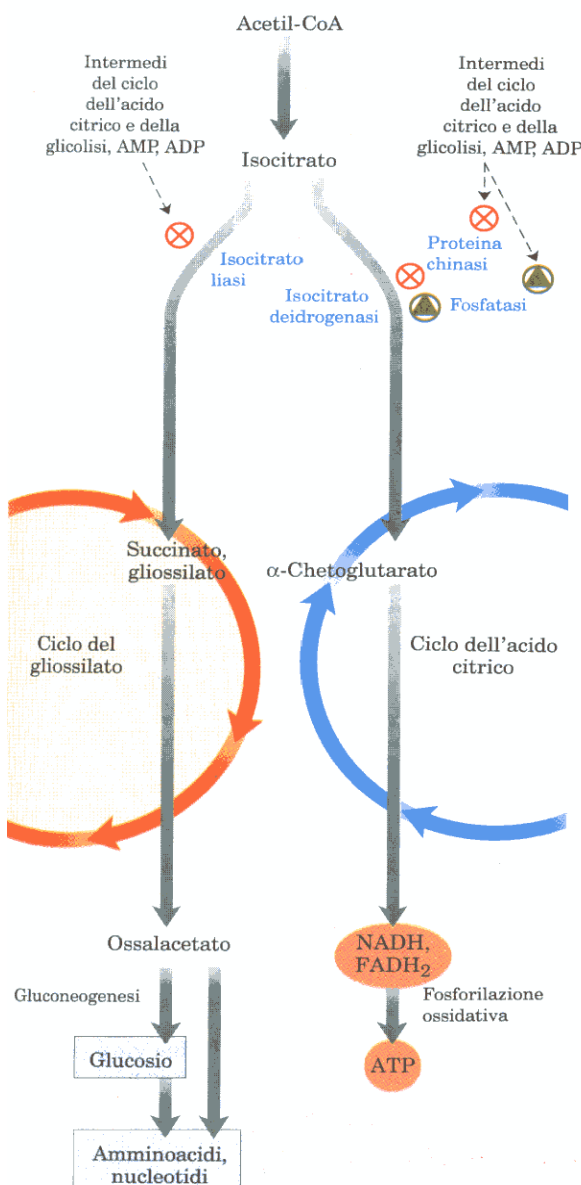 Acetil-CoA
Intermedi
del ciclo
dell'acido
citrico e della
glicolisi, AMP, ADP
Intermedi
del ciclo
dell'acido
citrico e della
glicolisi, AMP, ADP
Isocitrato
Isocitrato
liasi
Proteina
chinasi
Isocitrato
deidrogenasi
Fosfatasi
Succinato,
gliossilato
α-Chetoglutarato
Ciclo del
gliossilato
Ciclo dell'acido
citrico
Ossalacetato
NADH,
FADH₂
Gluconeogenesi
Fosforilazione
ossidativa
Glucosio
ATP
Amminoacidi,
nucleotidi